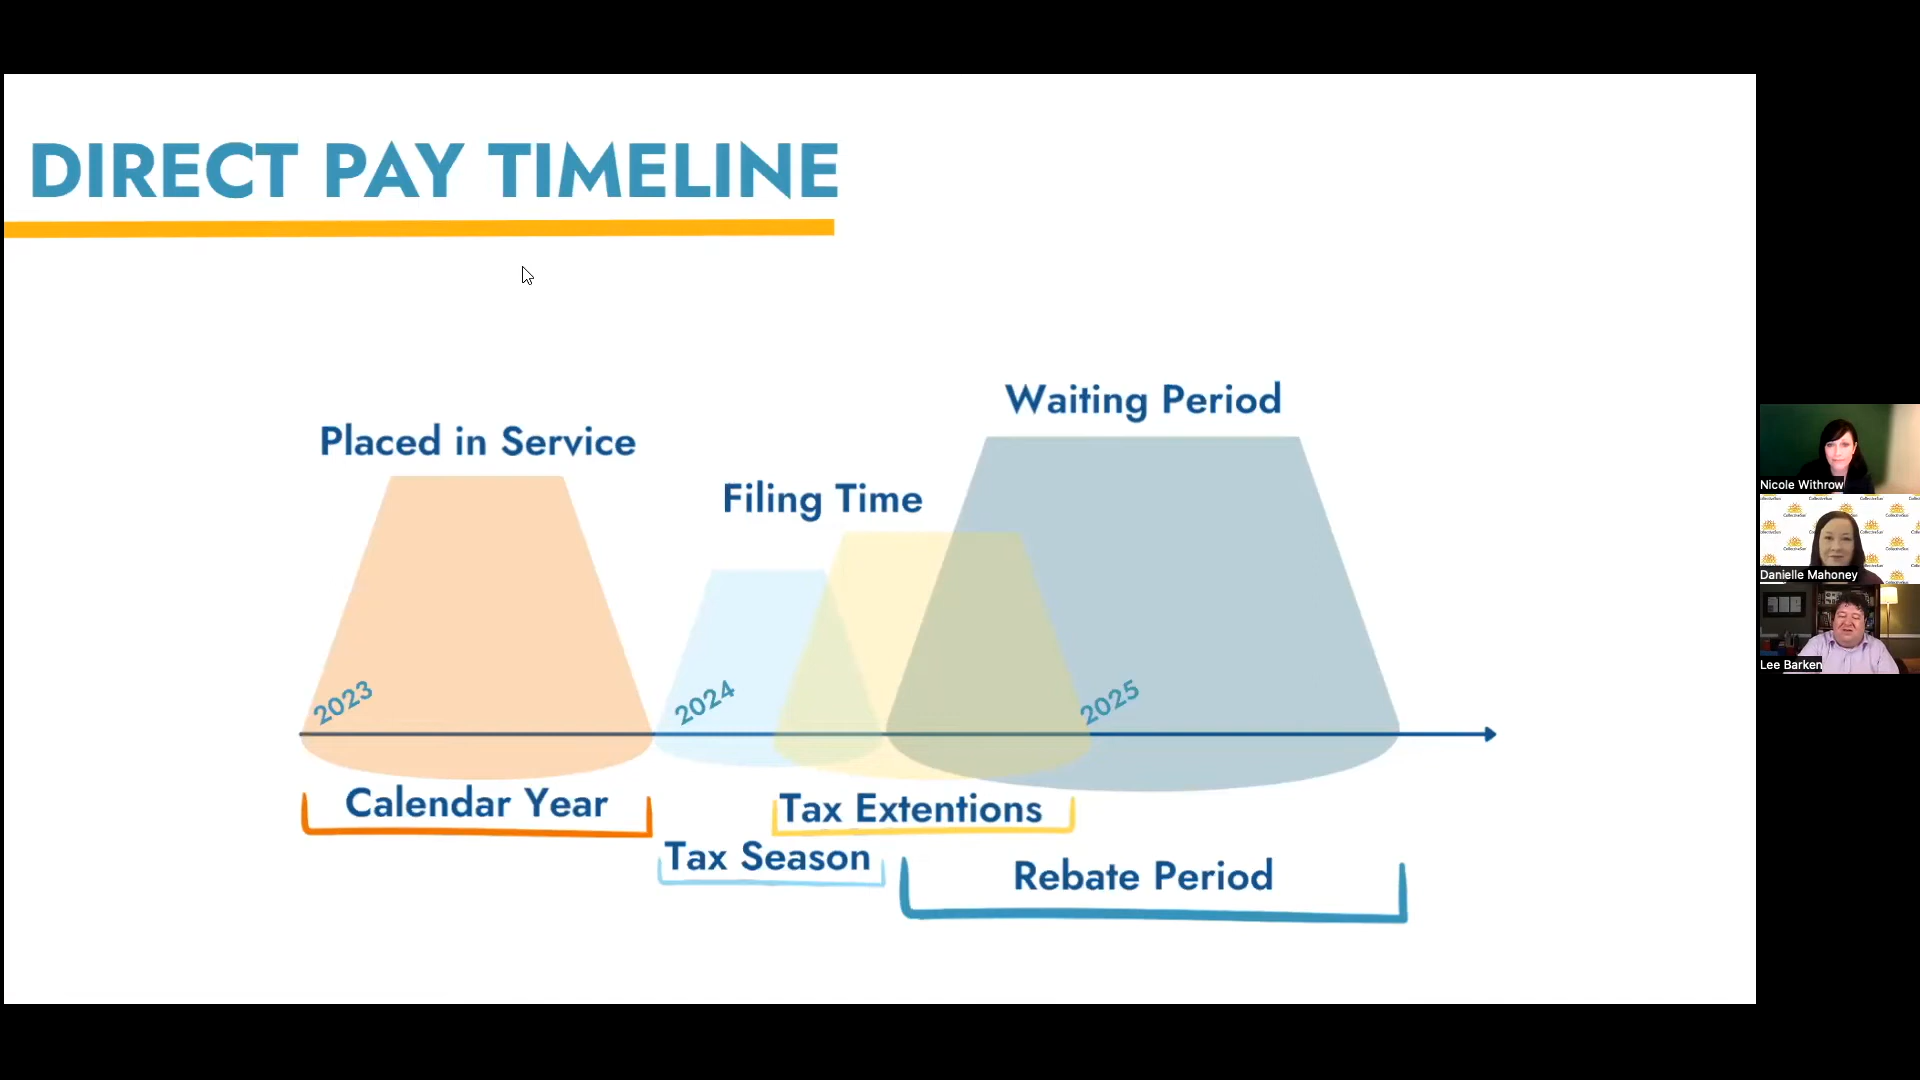 DIRECT PAY TIMELINE
Waiting Period
Placed in Service
Filing Time
2023
2024
2025
Calendar Year
Tax Extentions
Tax Season
Rebate Period
Nicole Withrow
CollectiveSun
Danielle Mahoney
Lee Barken